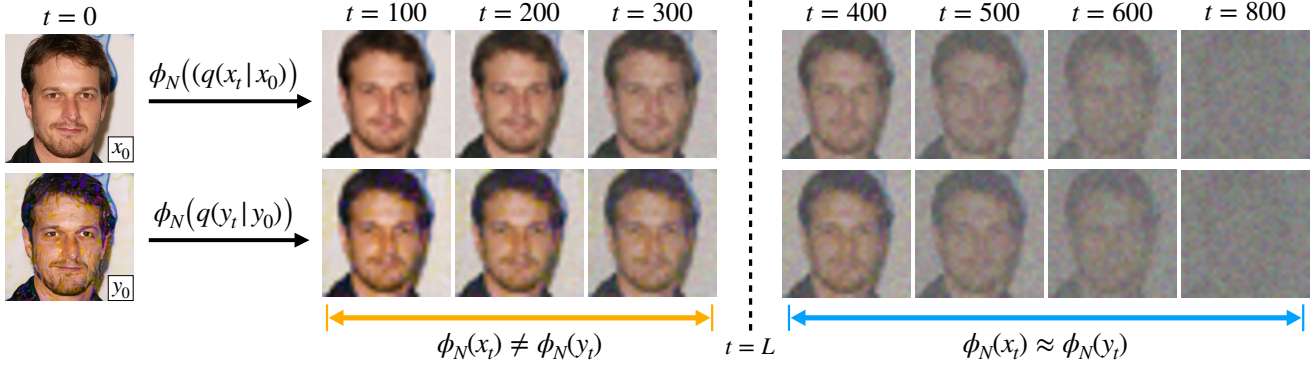 t = 0 t = 100 t = 200 t = 300 t = 400 t = 500 t = 600 t = 800
ϕ_N((q(x_t | x_0))
x_0
ϕ_N(q(y_t | y_0))
y_0
ϕ_N(x_t) ≠ ϕ_N(y_t) t = L ϕ_N(x_t) ≈ ϕ_N(y_t)